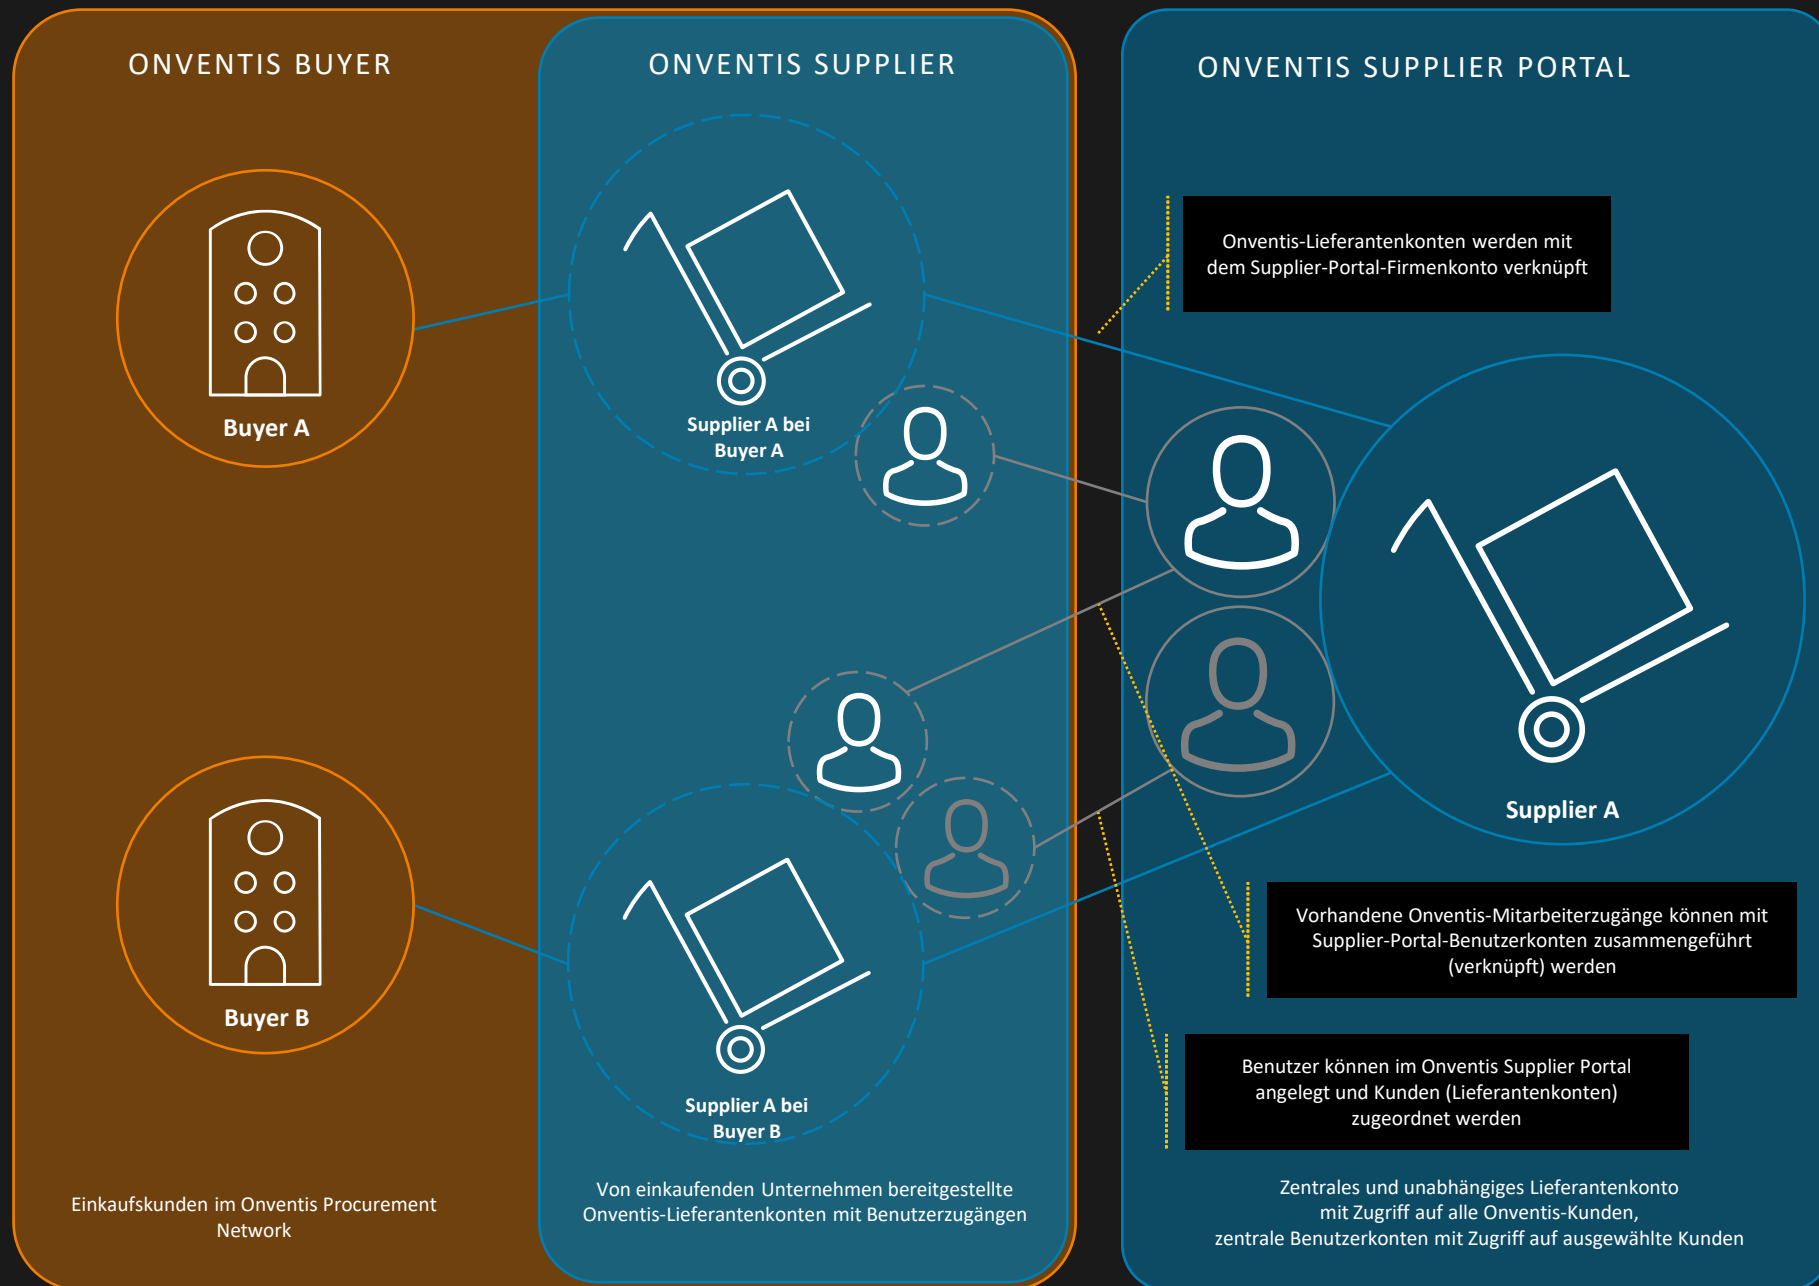 ONVENTIS BUYER
ONVENTIS SUPPLIER
ONVENTIS SUPPLIER PORTAL
Onventis-Lieferantenkonten werden mit
dem Supplier-Portal-Firmenkonto verknüpft
Buyer A
Supplier A bei
Buyer A
Supplier A
Vorhandene Onventis-Mitarbeiterzugänge können mit
Supplier-Portal-Benutzerkonten zusammengeführt
(verknüpft) werden
Buyer B
Supplier A bei
Buyer B
Benutzer können im Onventis Supplier Portal
angelegt und Kunden (Lieferantenkonten)
zugeordnet werden
Einkaufskunden im Onventis Procurement
Network
Von einkaufenden Unternehmen bereitgestellte
Onventis-Lieferantenkonten mit Benutzerzugängen
Zentrales und unabhängiges Lieferantenkonto
mit Zugriff auf alle Onventis-Kunden,
zentrale Benutzerkonten mit Zugriff auf ausgewählte Kunden